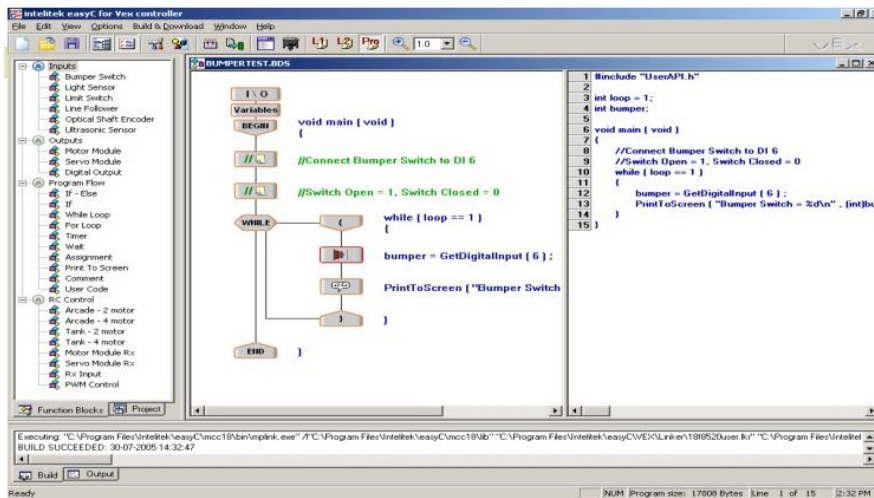 intelitek easyC for Vex controller
File Edit View Options Build & Download Window Help
L1 L2 Prg 1.0
vex
Inputs
Bumper Switch
Light Sensor
Limit Switch
Line Follower
Optical Shaft Encoder
Ultrasonic Sensor
Outputs
Motor Module
Servo Module
Digital Output
Program Flow
If - Else
If
While Loop
For Loop
Timer
Wait
Assignment
Print To Screen
Comment
User Code
RC Control
Arcade - 2 motor
Arcade - 4 motor
Tank - 2 motor
Tank - 4 motor
Motor Module Rx
Servo Module Rx
Rx Input
PWM Control
Function Blocks Project
BUMPERTEST.BDS
I \ O
Variables
BEGIN void main ( void )
{
// //Connect Bumper Switch to DI 6
// //Switch Open = 1, Switch Closed = 0
WHILE { while ( loop == 1 )
{
bumper = GetDigitalInput ( 6 ) ;
PrintToScreen ( "Bumper Switch
} }
END }
1 #include "UserAPI.h"
2
3 int loop = 1;
4 int bumper;
5
6 void main ( void )
7 {
8 //Connect Bumper Switch to DI 6
9 //Switch Open = 1, Switch Closed = 0
10 while ( loop == 1 )
11 {
12 bumper = GetDigitalInput ( 6 ) ;
13 PrintToScreen ( "Bumper Switch = %d\n" , (int)bu
14 }
15 }
Executing: "C:\Program Files\Intelitek\easyC\mcc18\bin\mplink.exe" /l"C:\Program Files\Intelitek\easyC\mcc18\lib" "C:\Program Files\Intelitek\easyC\VEX\Linker\18f8520user.lkr" "C:\Program Files\Intelitek
BUILD SUCCEEDED: 30-07-2005 14:32:47
Build Output
Ready NUM Program size: 17808 Bytes Line 1 of 15 2:32 PM